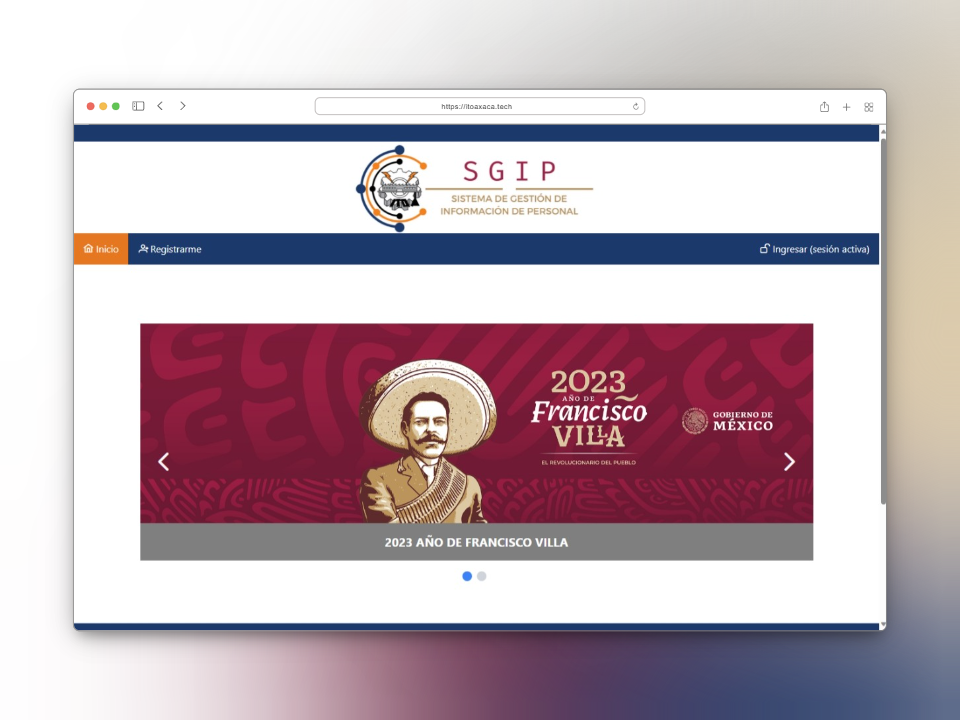 https://itoaxaca.tech
SGIP
SISTEMA DE GESTIÓN DE
INFORMACIÓN DE PERSONAL
Inicio
Registrarme
Ingresar (sesión activa)
2023
AÑO DE
Francisco
VILLA
EL REVOLUCIONARIO DEL PUEBLO
GOBIERNO DE
MÉXICO
2023 AÑO DE FRANCISCO VILLA